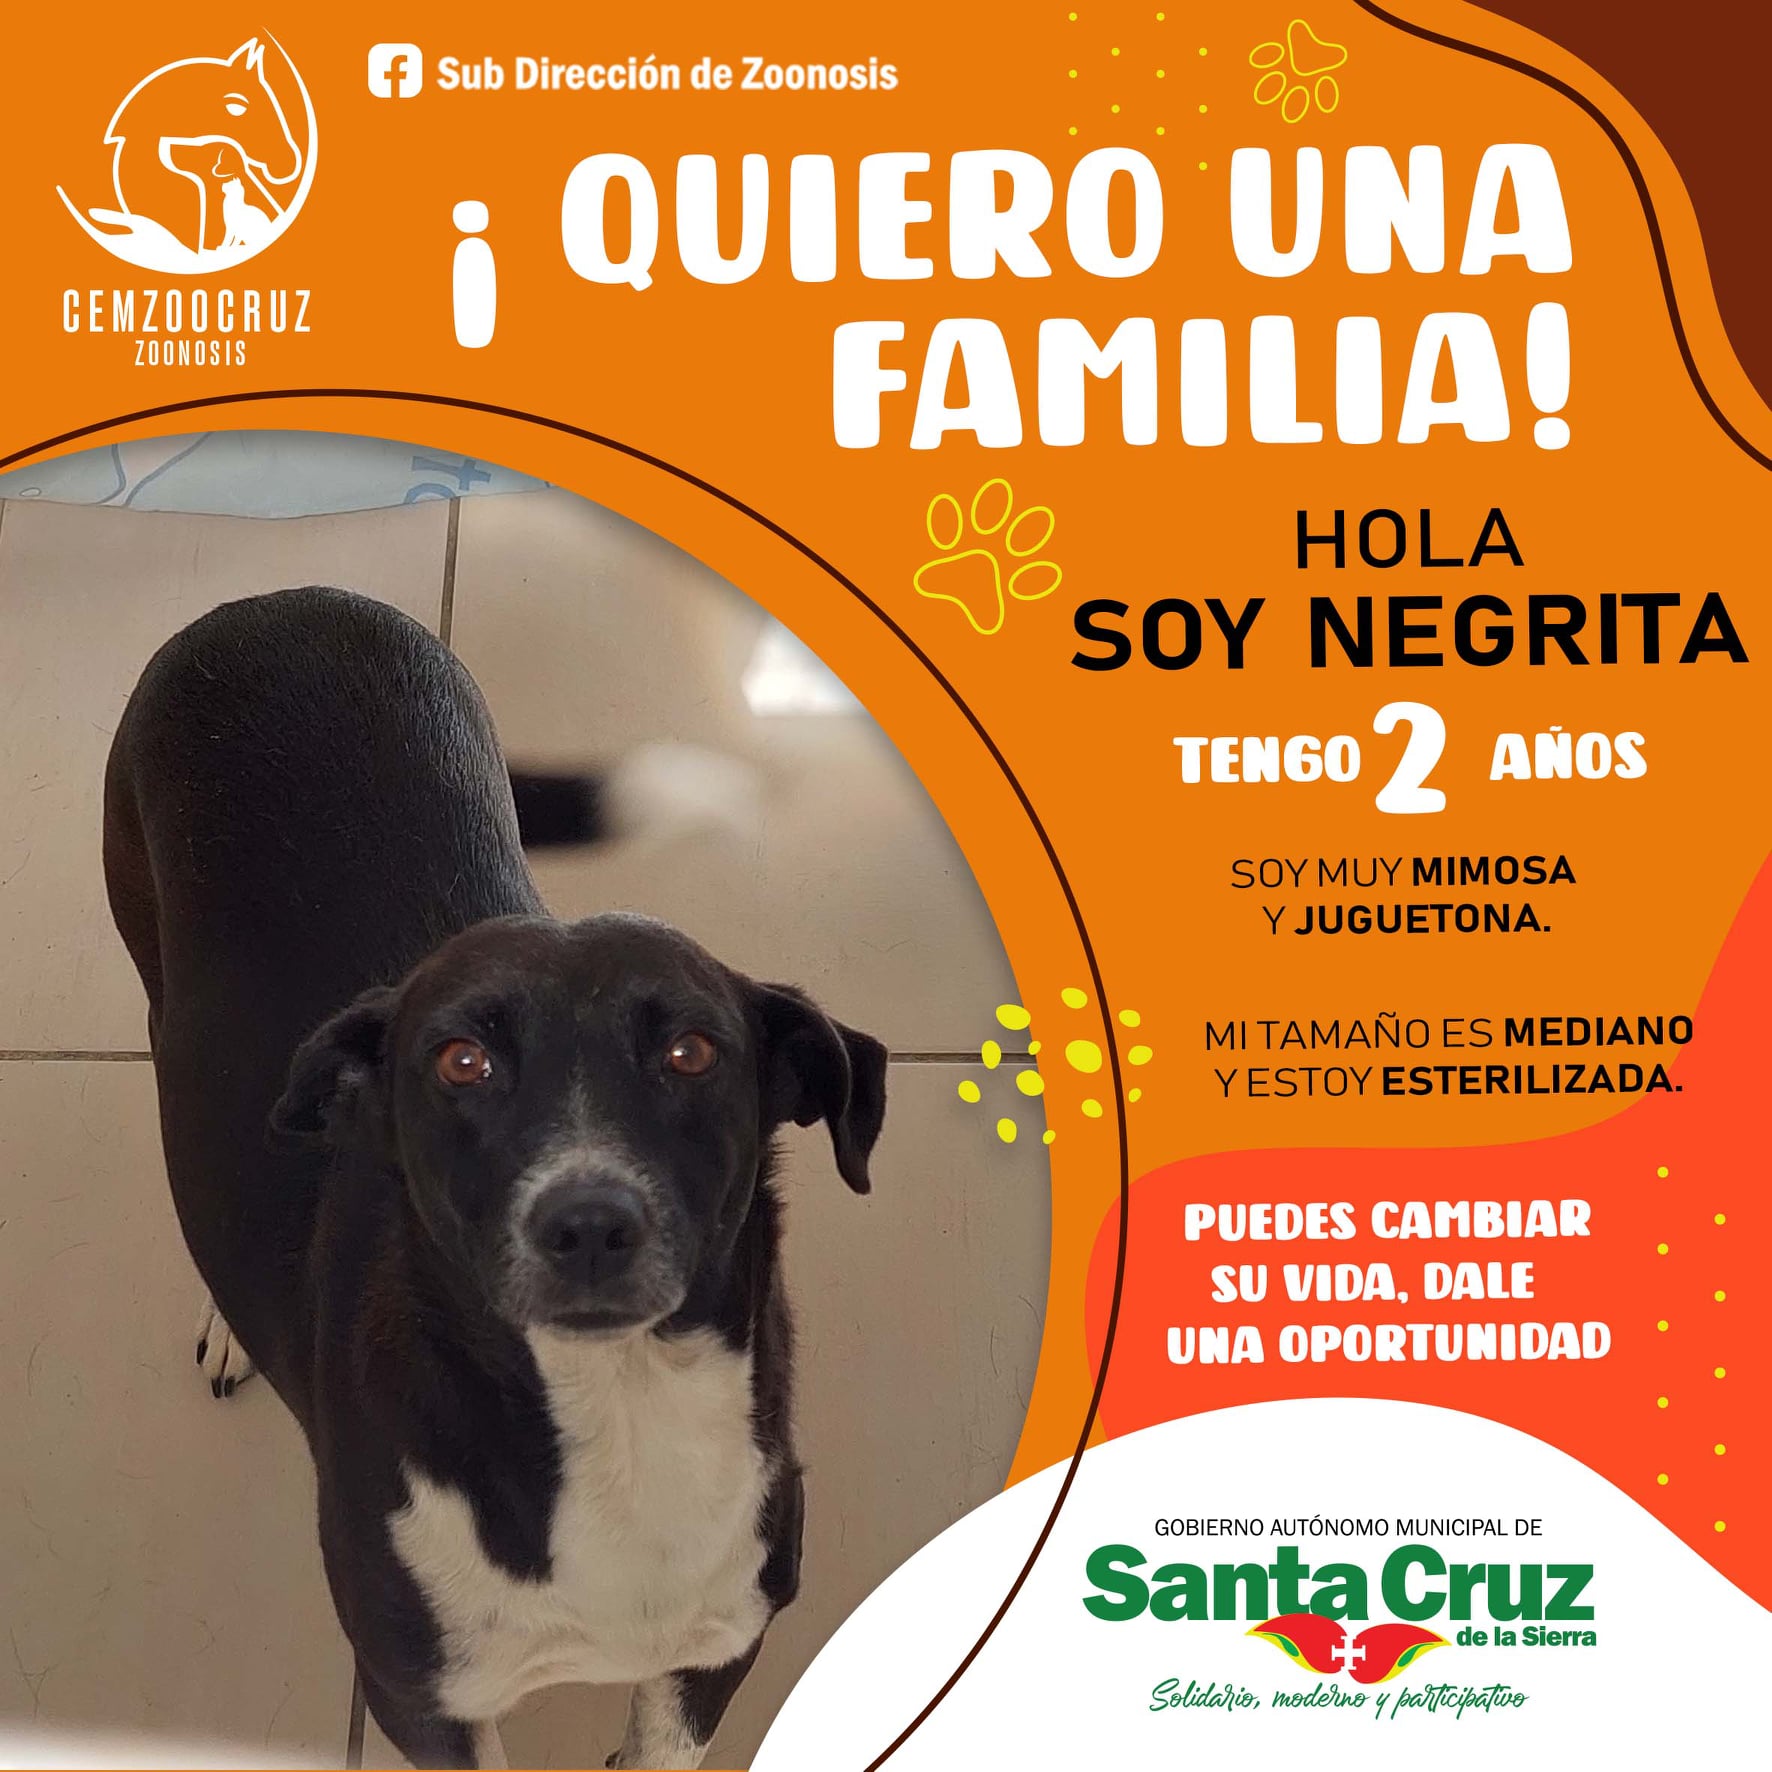 CEMZOOCRUZ
ZOONOSIS
Sub Dirección de Zoonosis
¡QUIERO UNA
FAMILIA!
HOLA
SOY NEGRITA
TENGO 2 AÑOS
SOY MUY MIMOSA
Y JUGUETONA.
MI TAMAÑO ES MEDIANO
Y ESTOY ESTERILIZADA.
PUEDES CAMBIAR
SU VIDA, DALE
UNA OPORTUNIDAD
GOBIERNO AUTÓNOMO MUNICIPAL DE
Santa Cruz
de la Sierra
Solidario, moderno y participativo